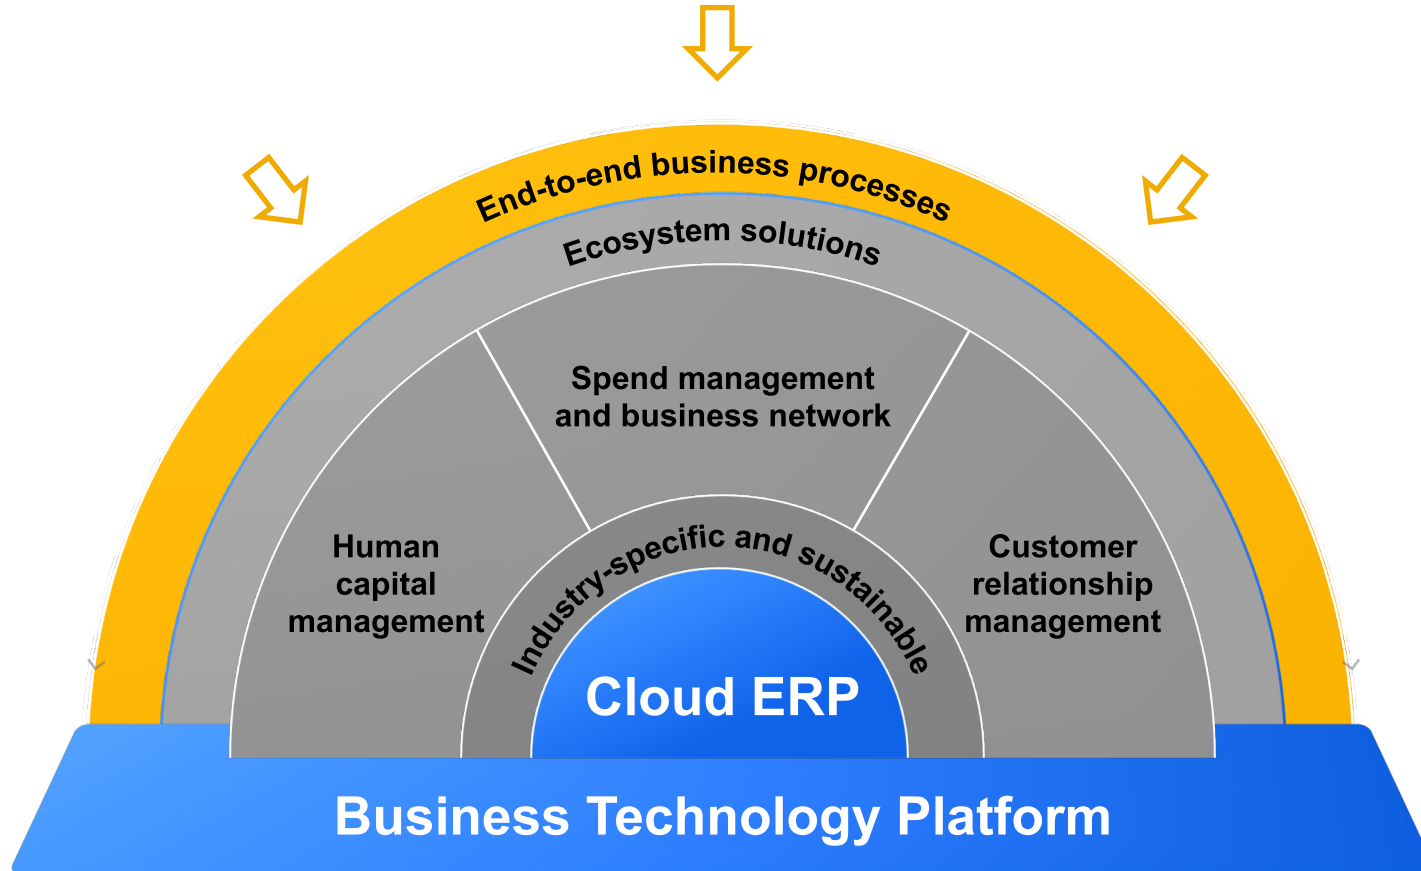 End-to-end business processes
Ecosystem solutions
Spend management
and business network
Human
capital
management
Customer
relationship
management
Industry-specific and sustainable
Cloud ERP
Business Technology Platform